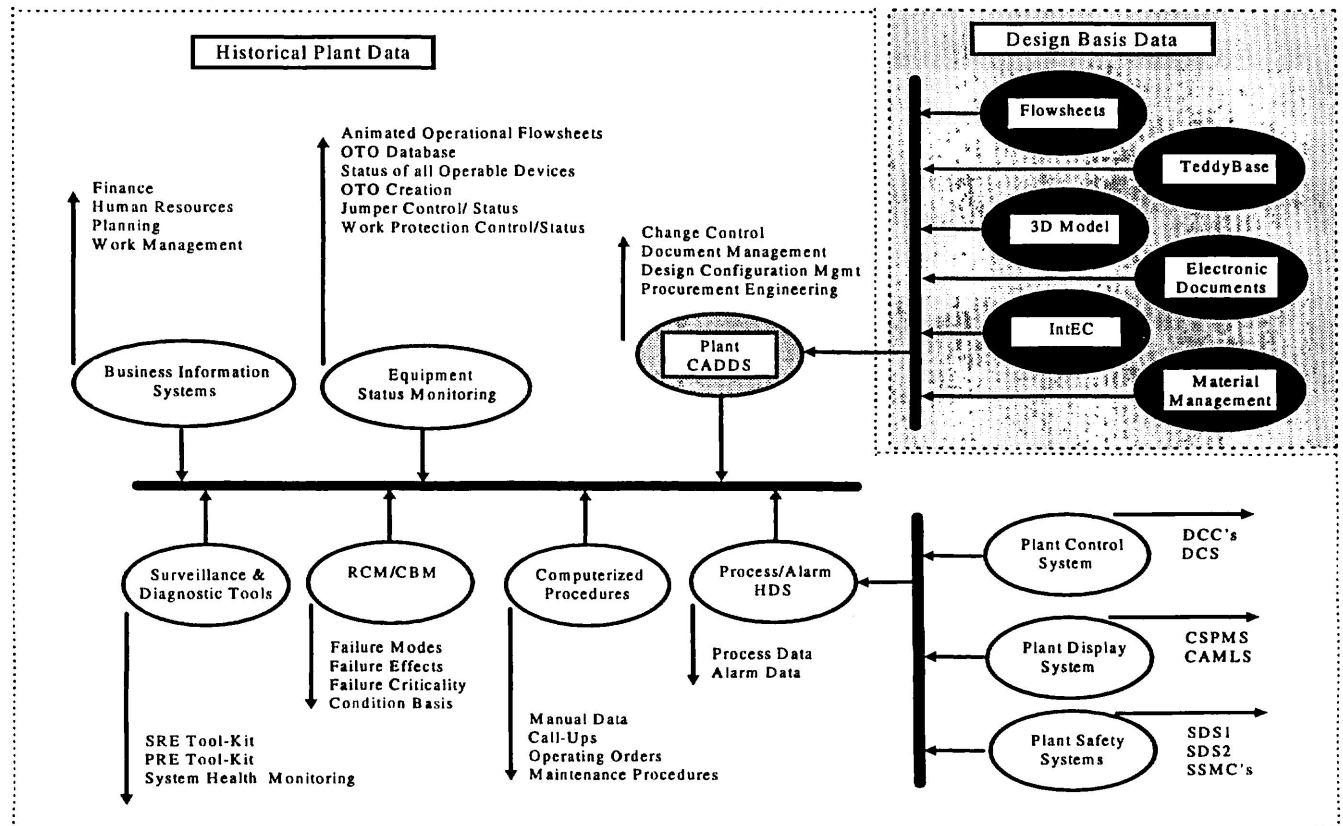 Historical Plant Data
Design Basis Data
Flowsheets
TeddyBase
3D Model
Electronic
Documents
IntEC
Material
Management
Animated Operational Flowsheets
OTO Database
Status of all Operable Devices
OTO Creation
Jumper Control/ Status
Work Protection Control/Status
Finance
Human Resources
Planning
Work Management
Change Control
Document Management
Design Configuration Mgmt
Procurement Engineering
Business Information
Systems
Equipment
Status Monitoring
Plant
CADDS
Surveillance &
Diagnostic Tools
RCM/CBM
Computerized
Procedures
Process/Alarm
HDS
Plant Control
System
DCC's
DCS
Plant Display
System
CSPMS
CAMLS
Plant Safety
Systems
SDS1
SDS2
SSMC's
Failure Modes
Failure Effects
Failure Criticality
Condition Basis
Process Data
Alarm Data
SRE Tool-Kit
PRE Tool-Kit
System Health Monitoring
Manual Data
Call-Ups
Operating Orders
Maintenance Procedures